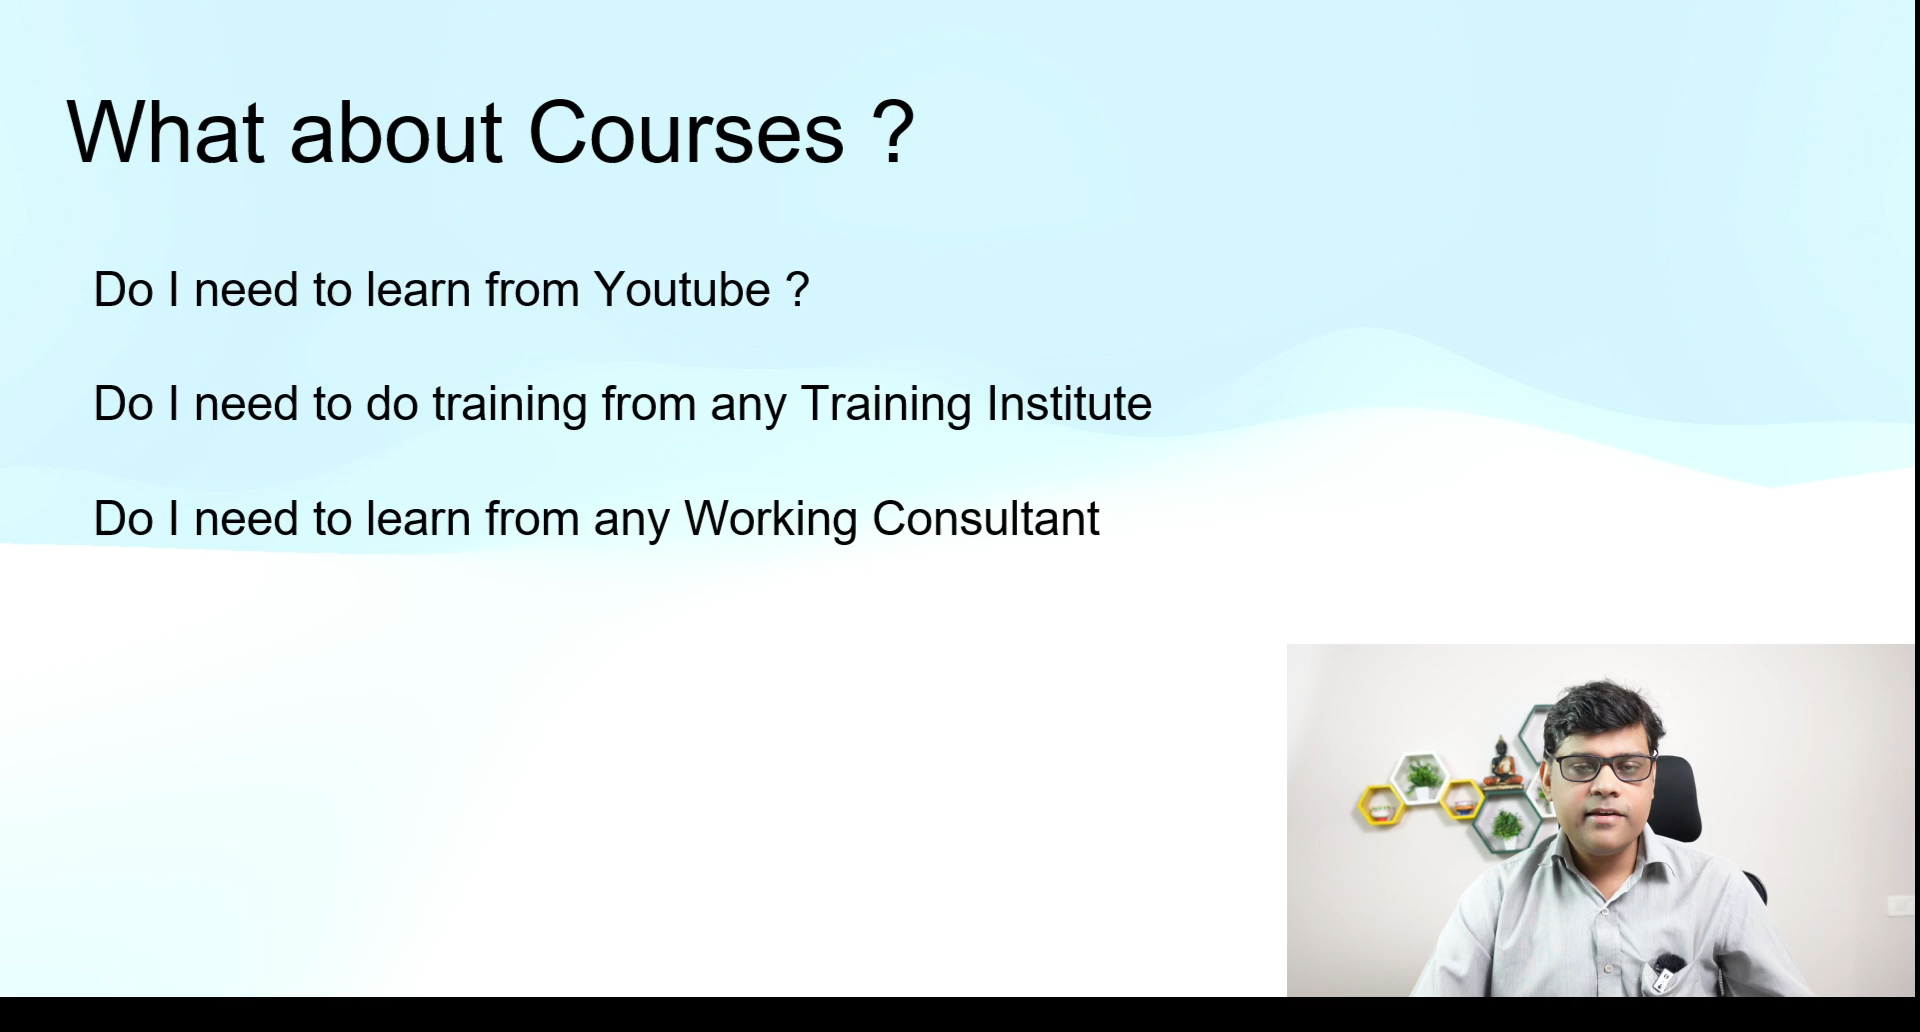 What about Courses ?
Do I need to learn from Youtube ?
Do I need to do training from any Training Institute
Do I need to learn from any Working Consultant